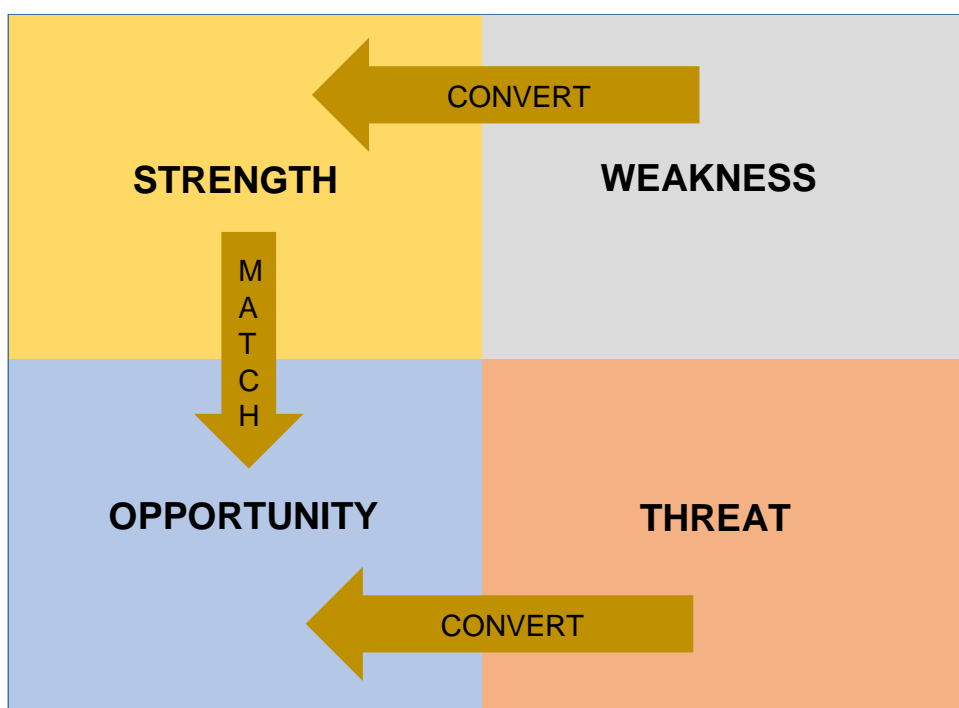 CONVERT
STRENGTH
WEAKNESS
M
A
T
C
H
OPPORTUNITY
THREAT
CONVERT